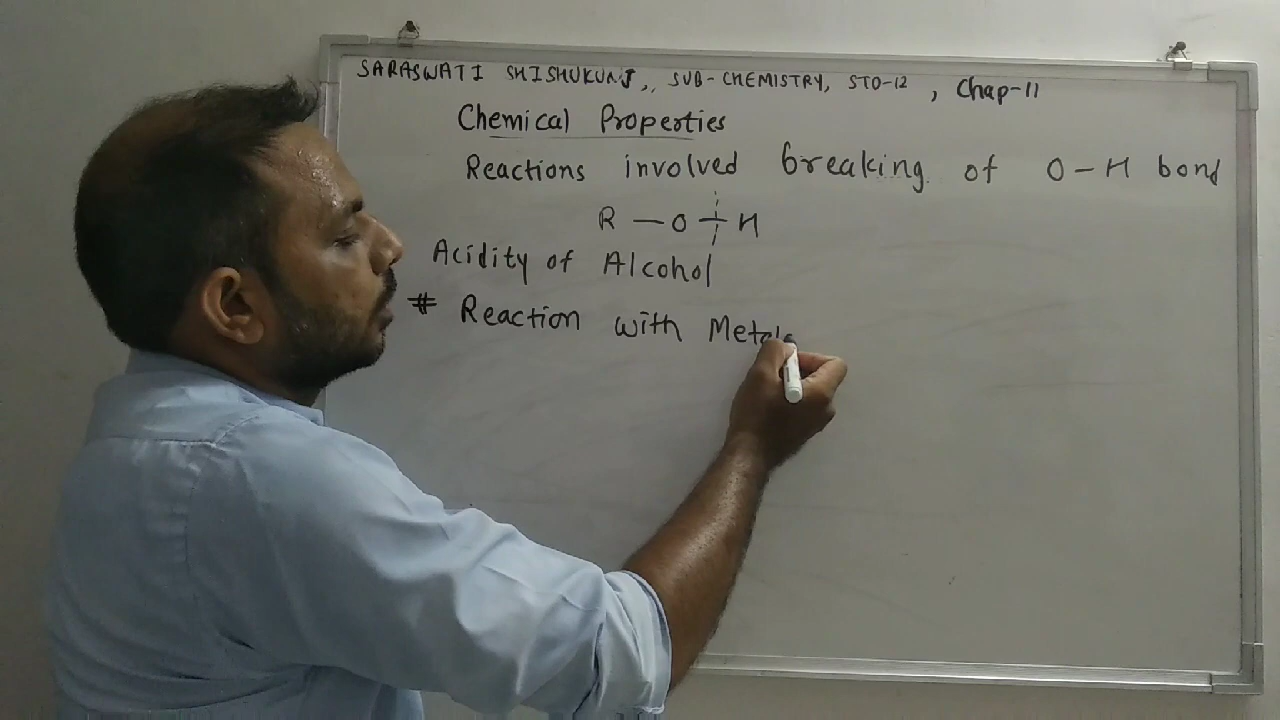 SARASWATI SHISHUKUNJ,, SUB-CHEMISTRY, STD-12, Chap-11
Chemical Properties
Reactions involved breaking of O-H bond
R - O - H
Acidity of Alcohol
# Reaction with Metals